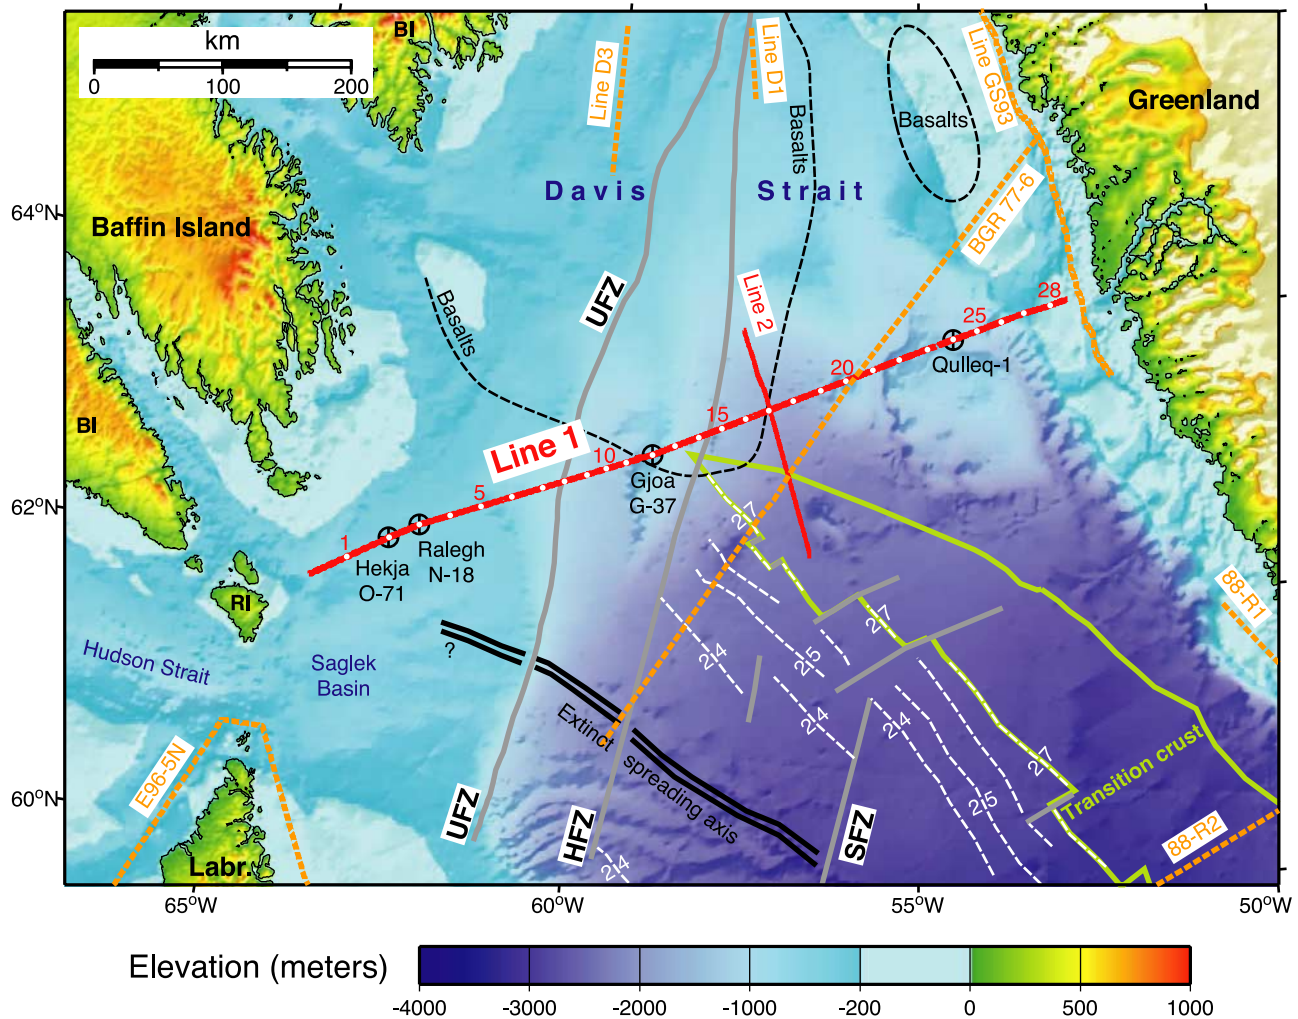 km
0 100 200
BI
Line D3
Line D1
Line GS93
Basalts
Basalts
Greenland
Davis Strait
BGR 77-6
64°N
Baffin Island
UFZ
Line 2
Basalts
28
25
20
Qulleq-1
15
BI
Line 1
10
Gjoa
G-37
5
62°N
1
Ralegh
N-18
Hekja
O-71
27
RI
88-R1
27
Hudson Strait
Saglek
Basin
?
24
25
24
24
Extinct
spreading axis
27
Transition crust
E96-5N
60°N
UFZ
HFZ
SFZ
25
88-R2
Labr.
24
65°W 60°W 55°W 50°W
Elevation (meters)
-4000 -3000 -2000 -1000 -200 0 500 1000